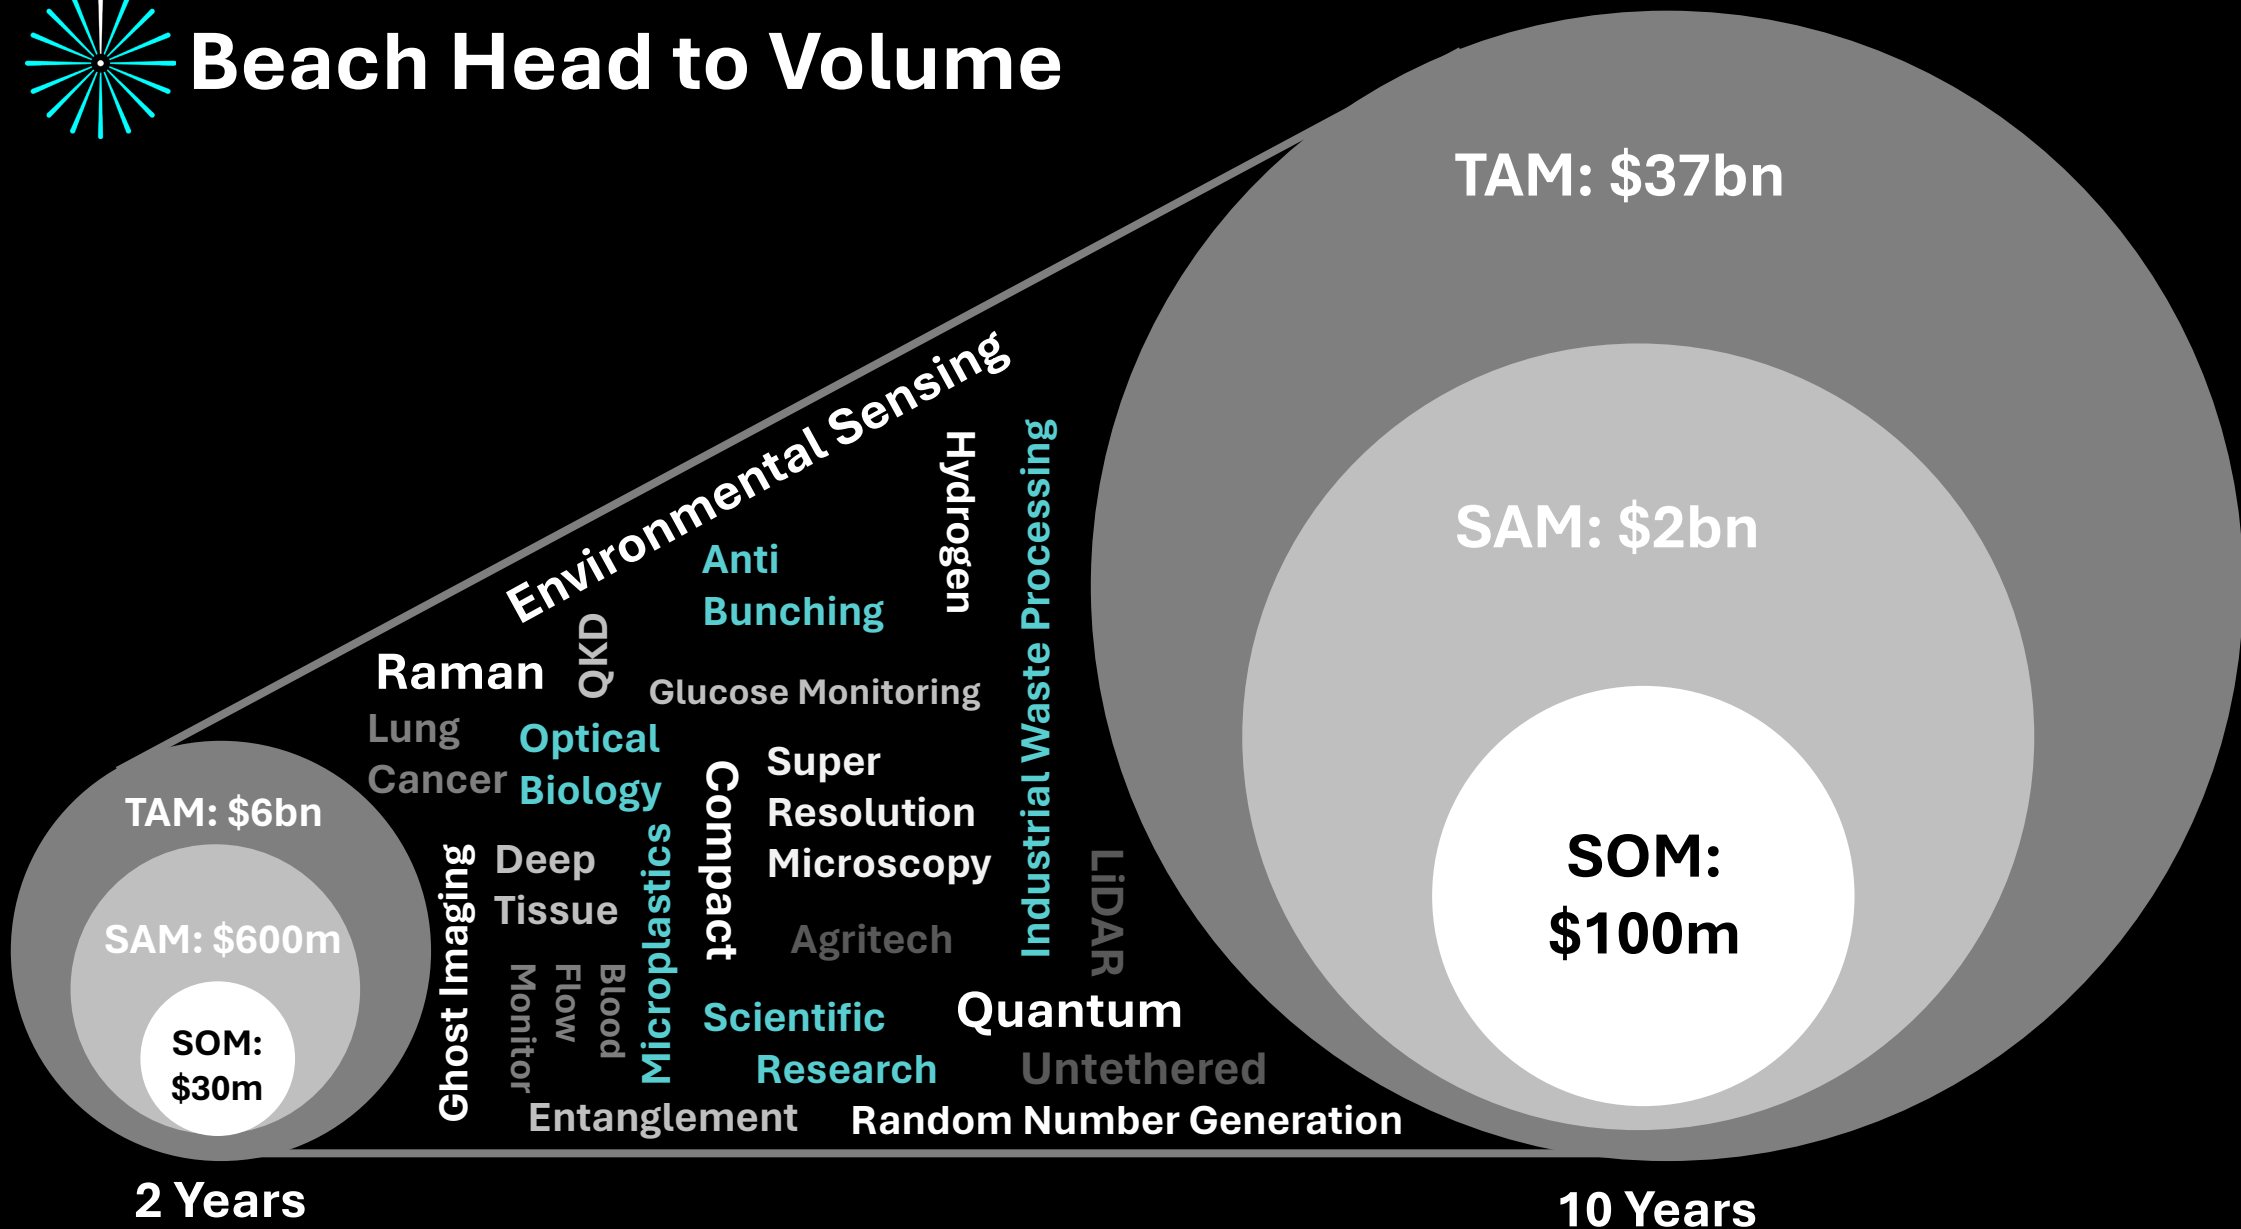 Beach Head to Volume
TAM: $37bn
SAM: $2bn
SOM:
$100m
Environmental Sensing
Hydrogen
Industrial Waste Processing
Anti
Bunching
QKD
Raman
Glucose Monitoring
Lung
Cancer
Optical
Biology
Compact
Super
Resolution
Microscopy
TAM: $6bn
SAM: $600m
SOM:
$30m
Ghost Imaging
Deep
Tissue
Microplastics
LiDAR
Agritech
Blood
Flow
Monitor
Scientific
Research
Quantum
Untethered
Entanglement
Random Number Generation
2 Years
10 Years